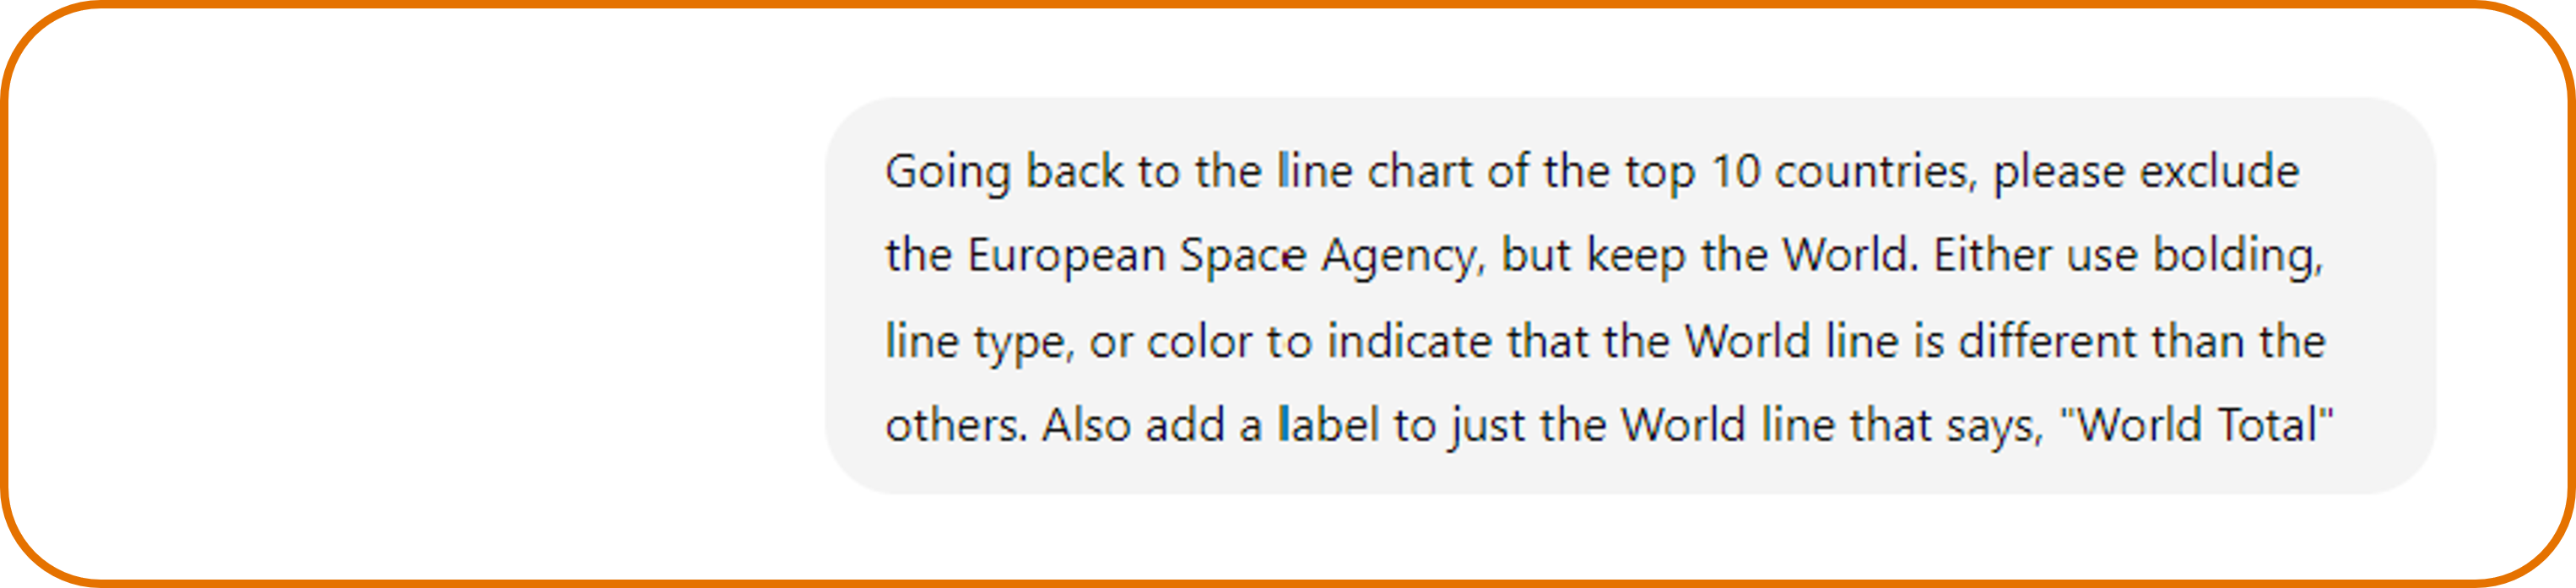 Going back to the line chart of the top 10 countries, please exclude
the European Space Agency, but keep the World. Either use bolding,
line type, or color to indicate that the World line is different than the
others. Also add a label to just the World line that says, "World Total"